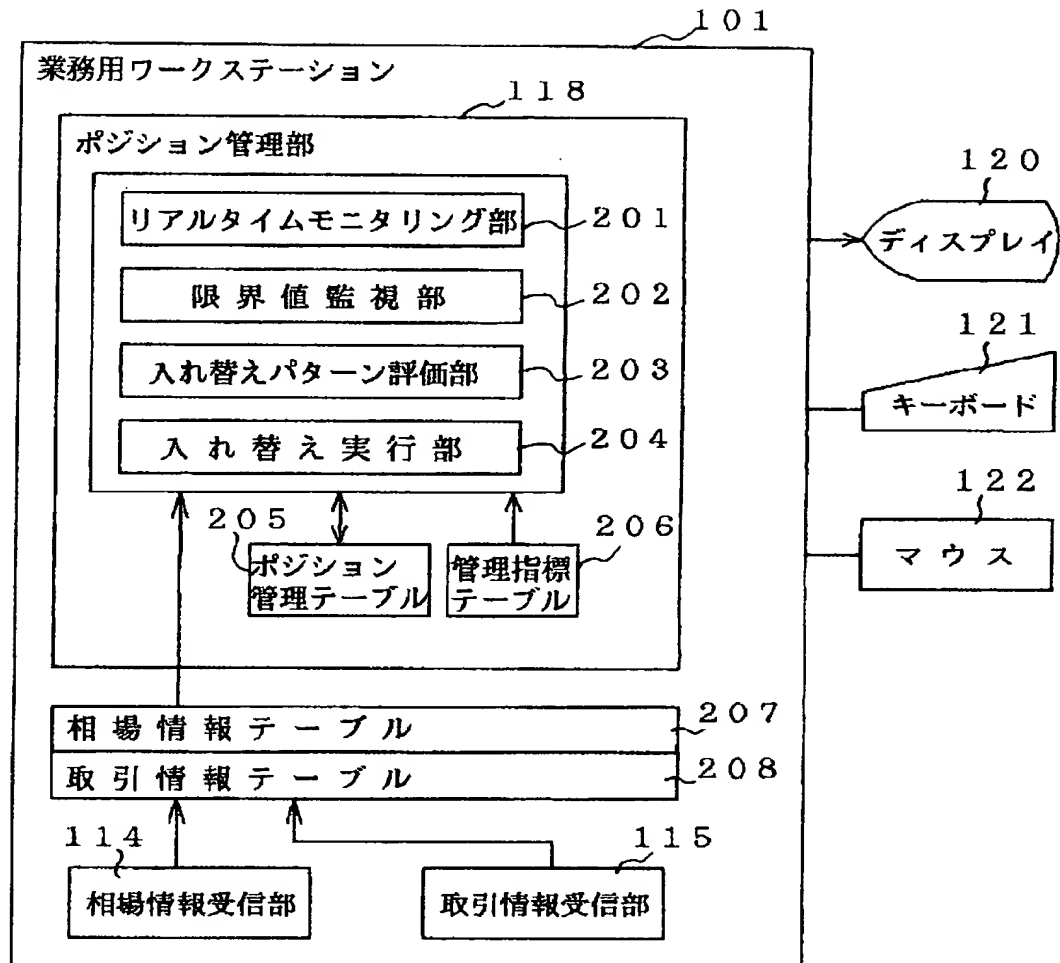 １０１
業務用ワークステーション
１１８
ポジション管理部
リアルタイムモニタリング部
２０１
限界値監視部
２０２
入れ替えパターン評価部
２０３
入れ替え実行部
２０４
２０５
ポジション
管理テーブル
２０６
管理指標
テーブル
相場情報テーブル
２０７
取引情報テーブル
２０８
１１４
相場情報受信部
１１５
取引情報受信部
１２０
ディスプレイ
１２１
キーボード
１２２
マウス